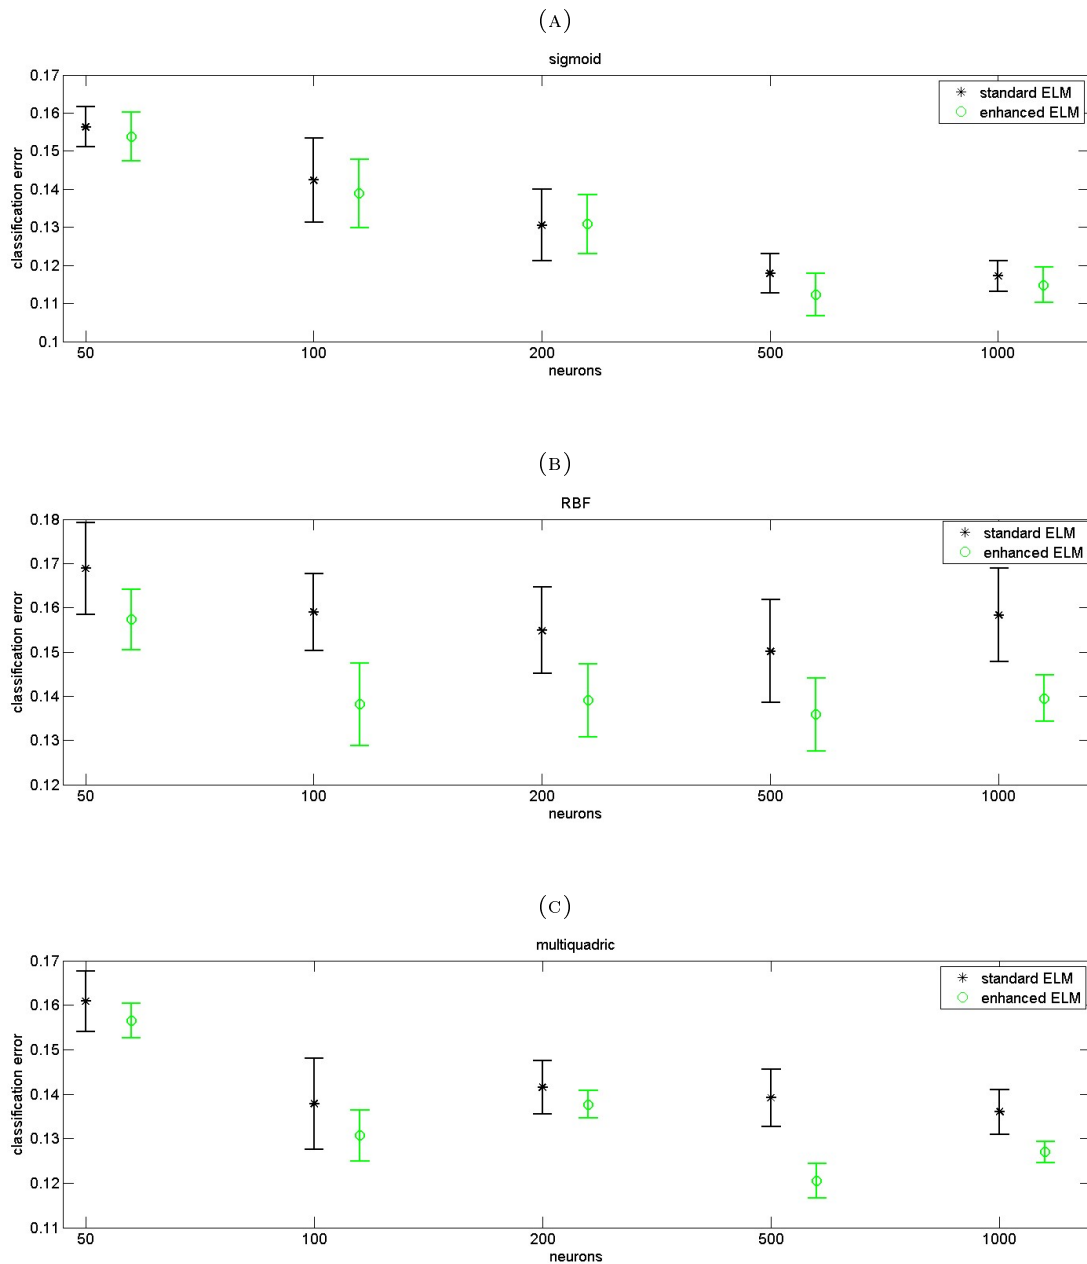 (A)
sigmoid
0.17
0.16
0.15
0.14
0.13
0.12
0.11
0.1
classification error
standard ELM
enhanced ELM
50 100 200 500 1000
neurons
(B)
RBF
0.18
0.17
0.16
0.15
0.14
0.13
0.12
classification error
standard ELM
enhanced ELM
50 100 200 500 1000
neurons
(C)
multiquadric
0.17
0.16
0.15
0.14
0.13
0.12
0.11
classification error
standard ELM
enhanced ELM
50 100 200 500 1000
neurons